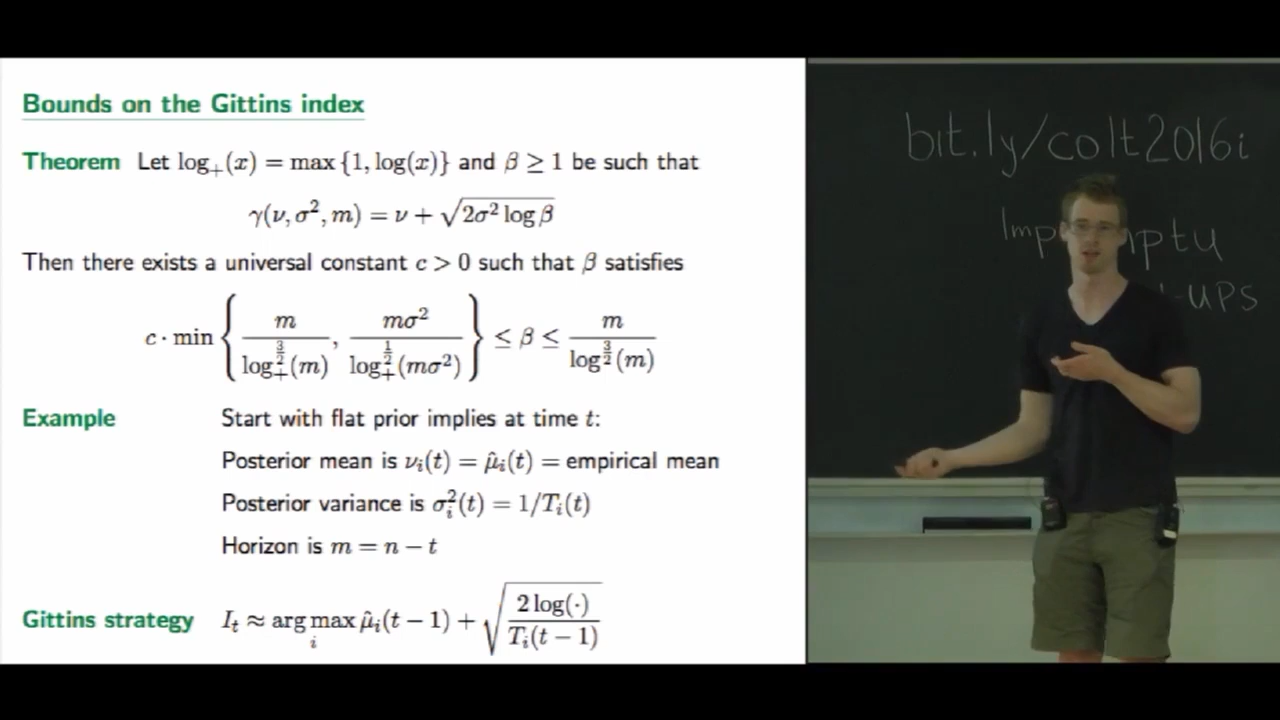 Bounds on the Gittins index
Theorem Let log₊(x) = max {1, log(x)} and β ≥ 1 be such that
γ(ν, σ², m) = ν + √(2σ² log β)
Then there exists a universal constant c > 0 such that β satisfies
c · min { m / log₊^{3/2}(m) , mσ² / log₊^{1/2}(mσ²) } ≤ β ≤ m / log^{3/2}(m)
Example Start with flat prior implies at time t:
Posterior mean is νᵢ(t) = μ̂ᵢ(t) = empirical mean
Posterior variance is σᵢ²(t) = 1/Tᵢ(t)
Horizon is m = n − t
Gittins strategy Iₜ ≈ arg maxᵢ μ̂ᵢ(t − 1) + √(2 log(·) / Tᵢ(t − 1))
bit.ly/colt2016i